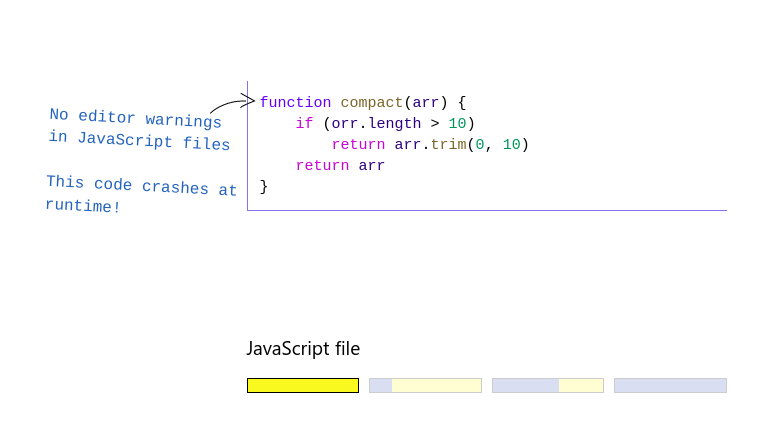 No editor warnings
in JavaScript files
This code crashes at
runtime!
function compact(arr) {
    if (orr.length > 10)
        return arr.trim(0, 10)
    return arr
}
JavaScript file